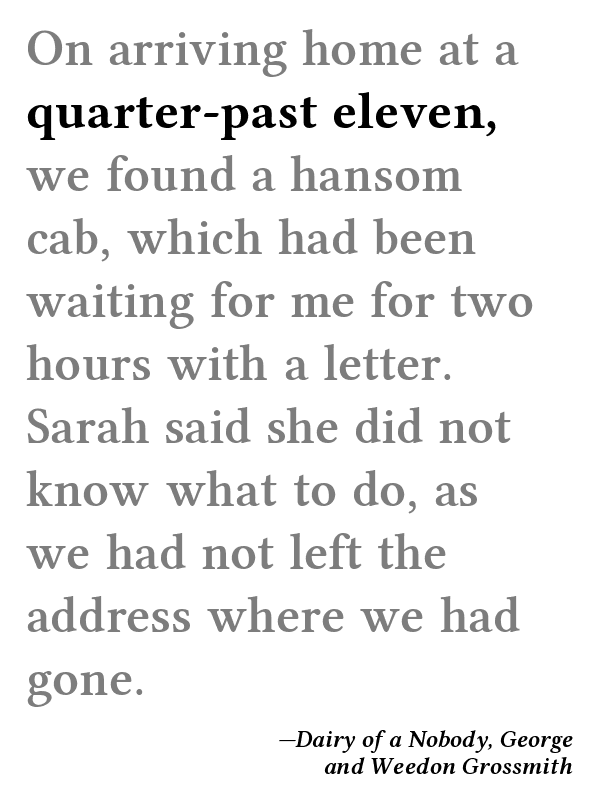 On arriving home at a
quarter-past eleven,
we found a hansom
cab, which had been
waiting for me for two
hours with a letter.
Sarah said she did not
know what to do, as
we had not left the
address where we had
gone.
—Dairy of a Nobody, George
and Weedon Grossmith